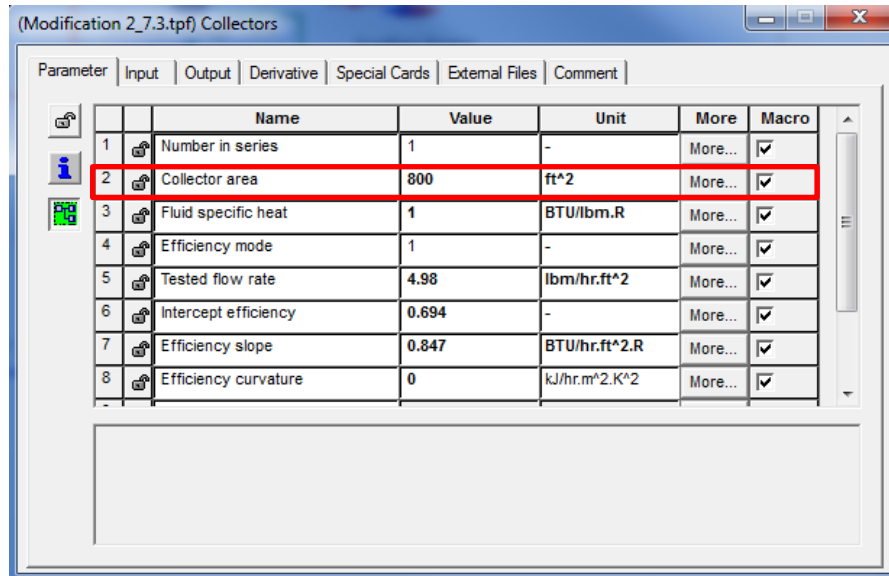 (Modification 2_7.3.tpf) Collectors
Parameter Input Output Derivative Special Cards External Files Comment
Name Value Unit More Macro
1 Number in series 1 - More...
2 Collector area 800 ft^2 More...
3 Fluid specific heat 1 BTU/lbm.R More...
4 Efficiency mode 1 - More...
5 Tested flow rate 4.98 lbm/hr.ft^2 More...
6 Intercept efficiency 0.694 - More...
7 Efficiency slope 0.847 BTU/hr.ft^2.R More...
8 Efficiency curvature 0 kJ/hr.m^2.K^2 More...